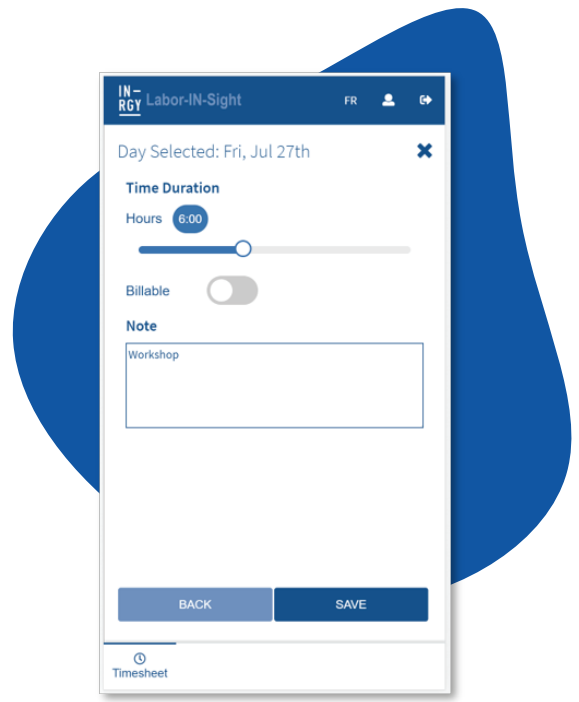 IN-
RGY Labor-IN-Sight FR
Day Selected: Fri, Jul 27th
Time Duration
Hours 6:00
Billable
Note
Workshop
BACK SAVE
Timesheet